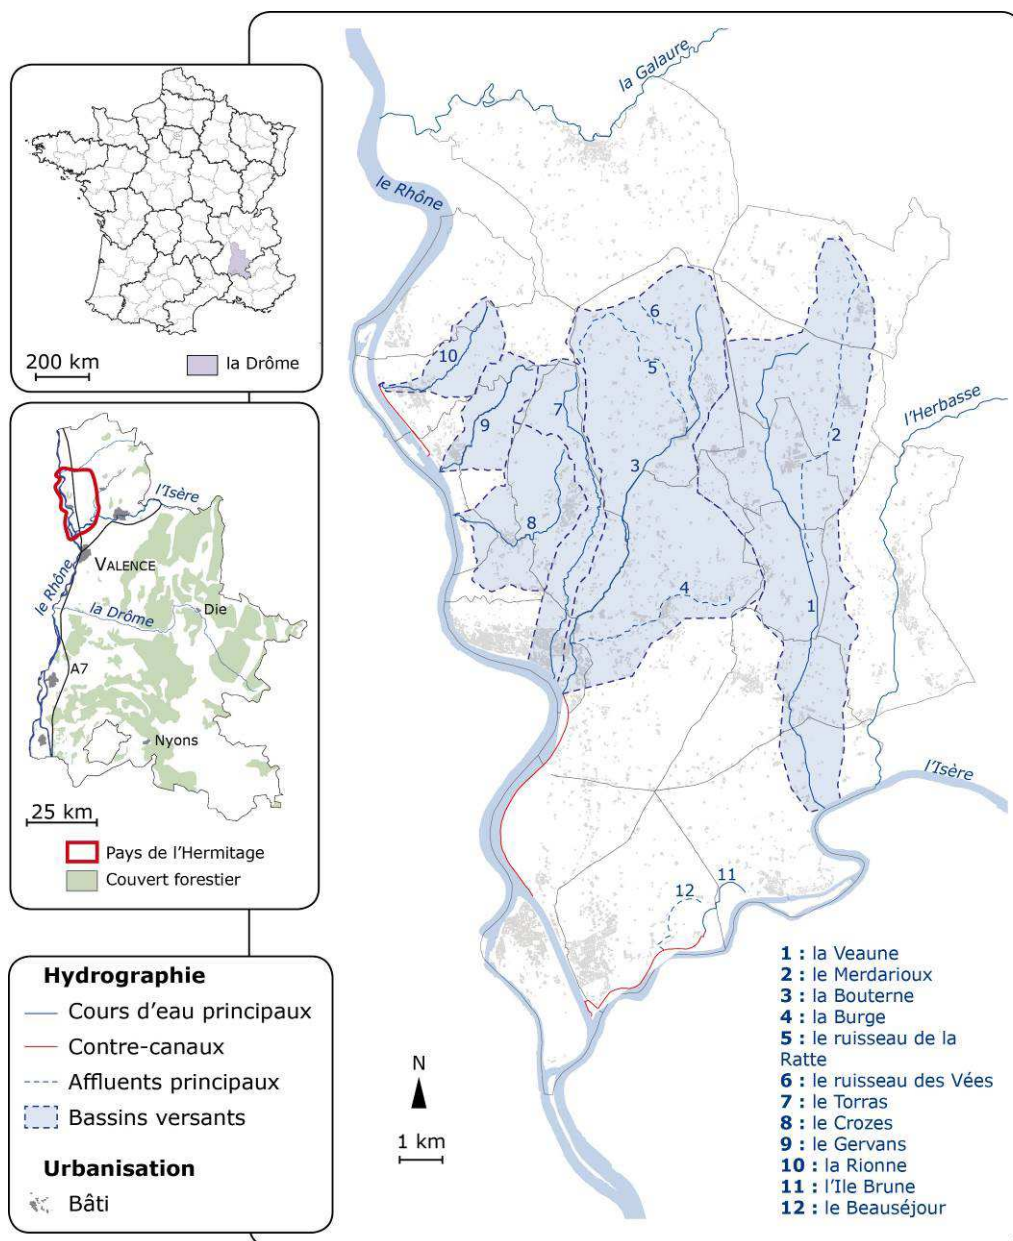 200 km
la Drôme
l'Isère
VALENCE
le Rhône
la Drôme
Die
A7
Nyons
25 km
Pays de l'Hermitage
Couvert forestier
Hydrographie
Cours d'eau principaux
Contre-canaux
Affluents principaux
Bassins versants
Urbanisation
Bâti
la Galaure
le Rhône
6
10
5
7
9
2
3
l'Herbasse
8
4
1
l'Isère
11
12
N
1 km
1 : la Veaune
2 : le Merdarioux
3 : la Bouterne
4 : la Burge
5 : le ruisseau de la
Ratte
6 : le ruisseau des Vées
7 : le Torras
8 : le Crozes
9 : le Gervans
10 : la Rionne
11 : l'Ile Brune
12 : le Beauséjour